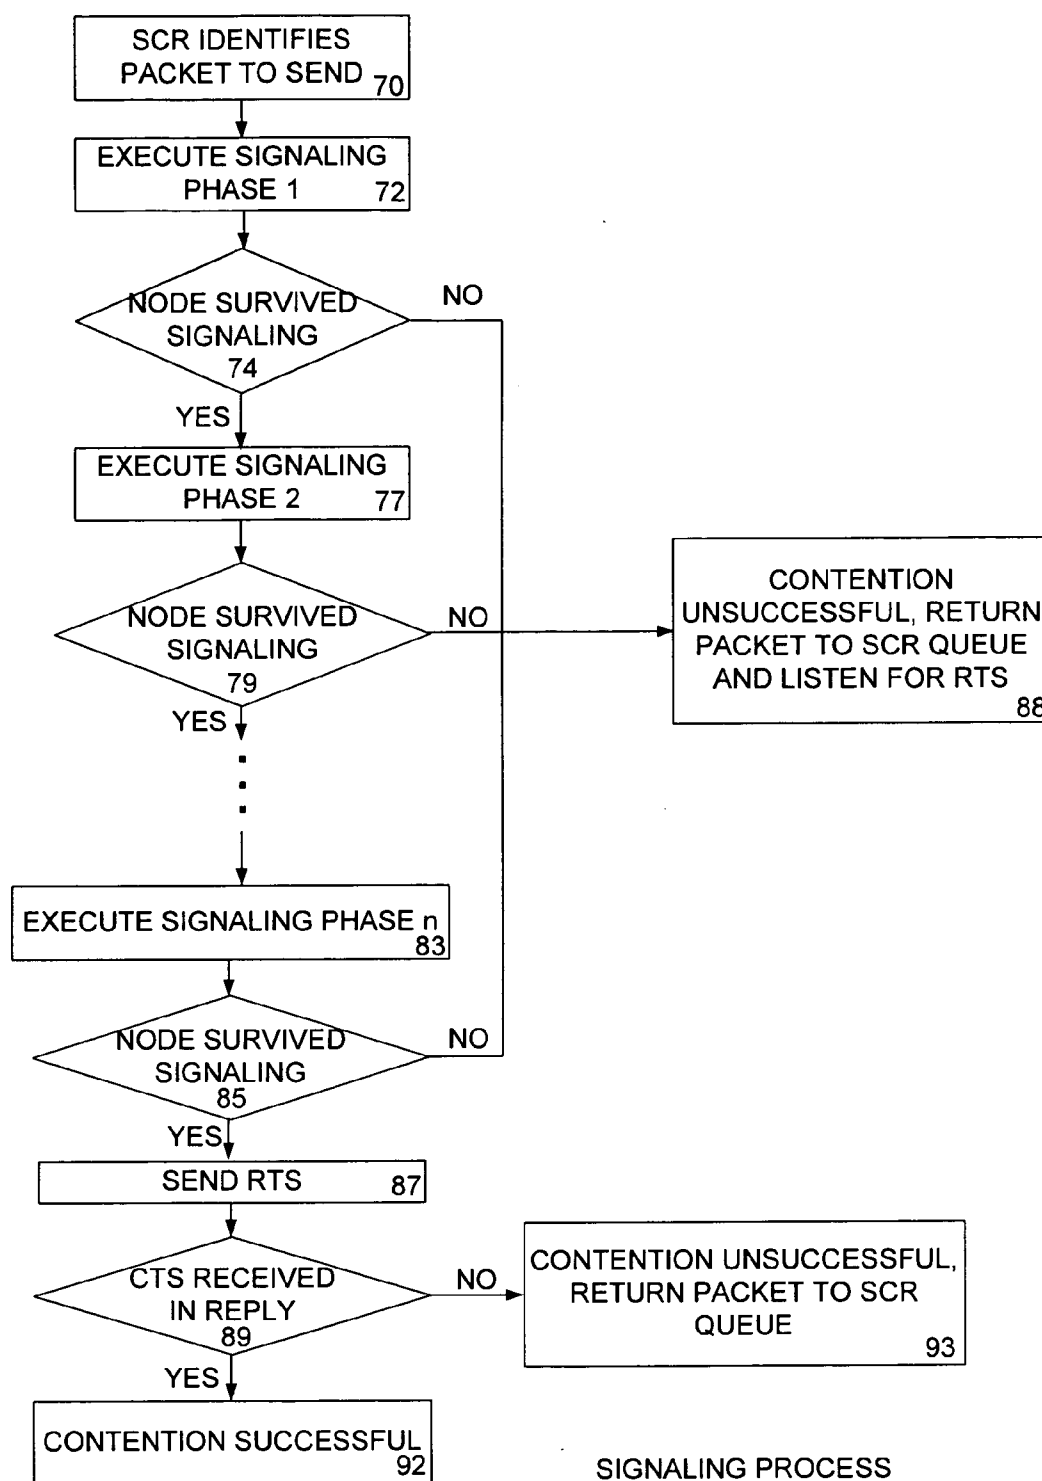 SCR IDENTIFIES
PACKET TO SEND
70
EXECUTE SIGNALING
PHASE 1
72
NODE SURVIVED
SIGNALING
74
NO
YES
EXECUTE SIGNALING
PHASE 2
77
NODE SURVIVED
SIGNALING
79
NO
YES
CONTENTION
UNSUCCESSFUL, RETURN
PACKET TO SCR QUEUE
AND LISTEN FOR RTS
88
EXECUTE SIGNALING PHASE n
83
NODE SURVIVED
SIGNALING
85
NO
YES
SEND RTS
87
CTS RECEIVED
IN REPLY
89
NO
YES
CONTENTION UNSUCCESSFUL,
RETURN PACKET TO SCR
QUEUE
93
CONTENTION SUCCESSFUL
92
SIGNALING PROCESS